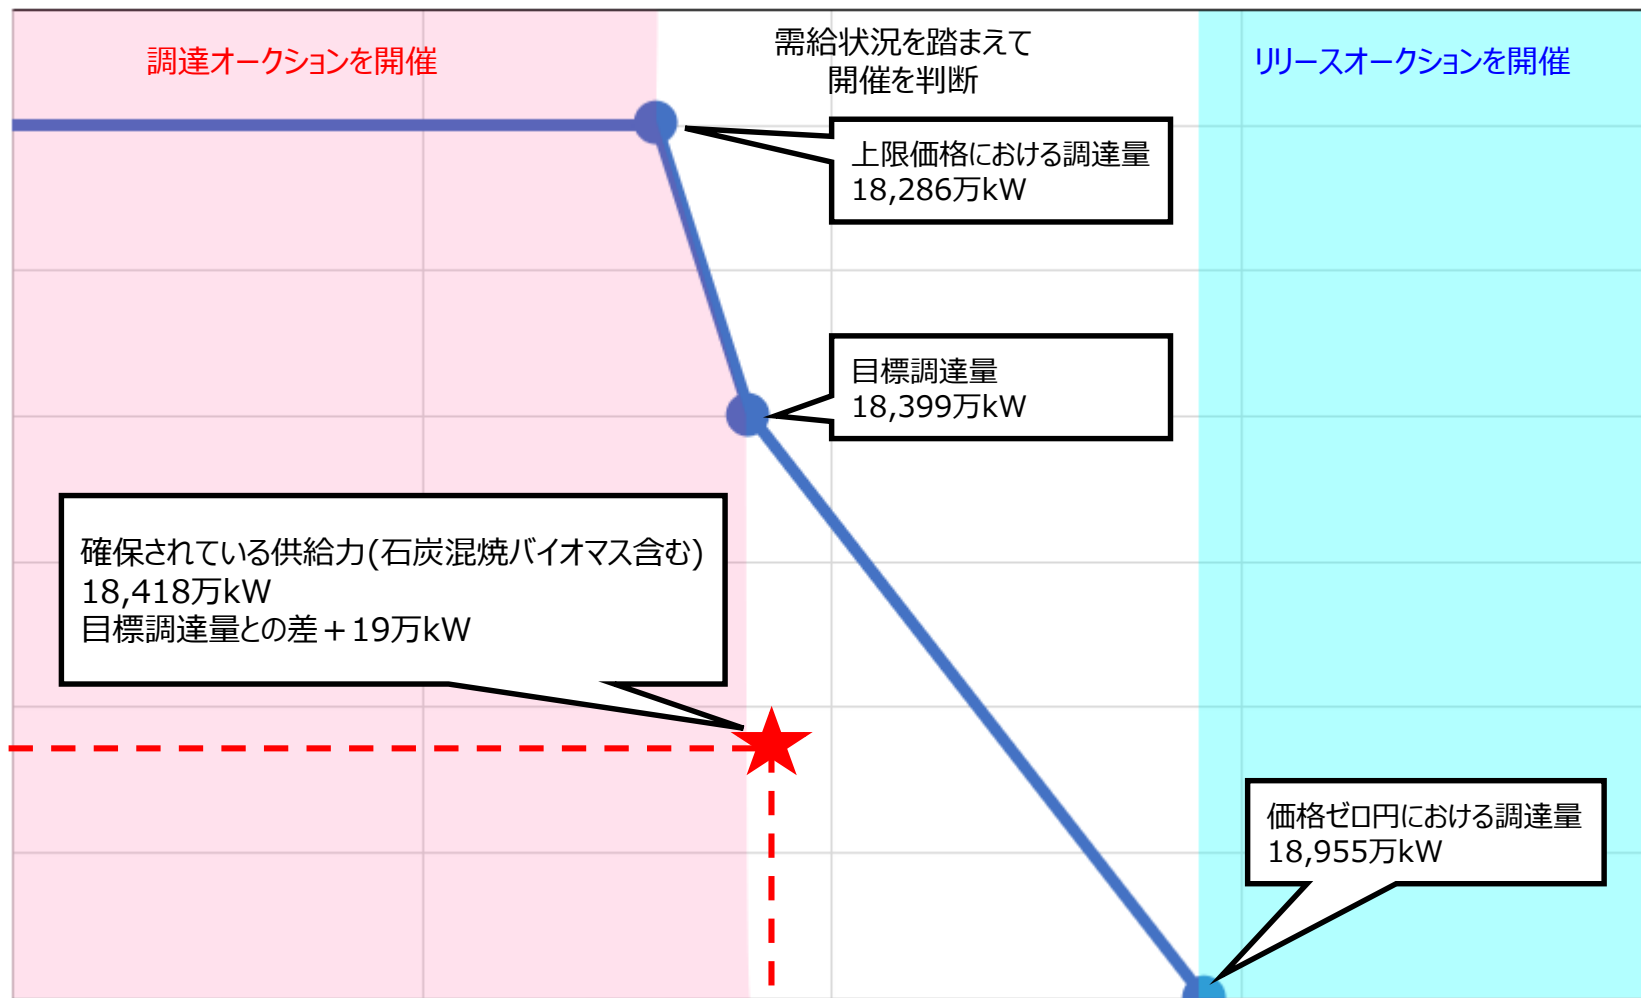 調達オークションを開催
需給状況を踏まえて
開催を判断
リリースオークションを開催
上限価格における調達量
18,286万kW
目標調達量
18,399万kW
確保されている供給力(石炭混焼バイオマス含む)
18,418万kW
目標調達量との差＋19万kW
価格ゼロ円における調達量
18,955万kW